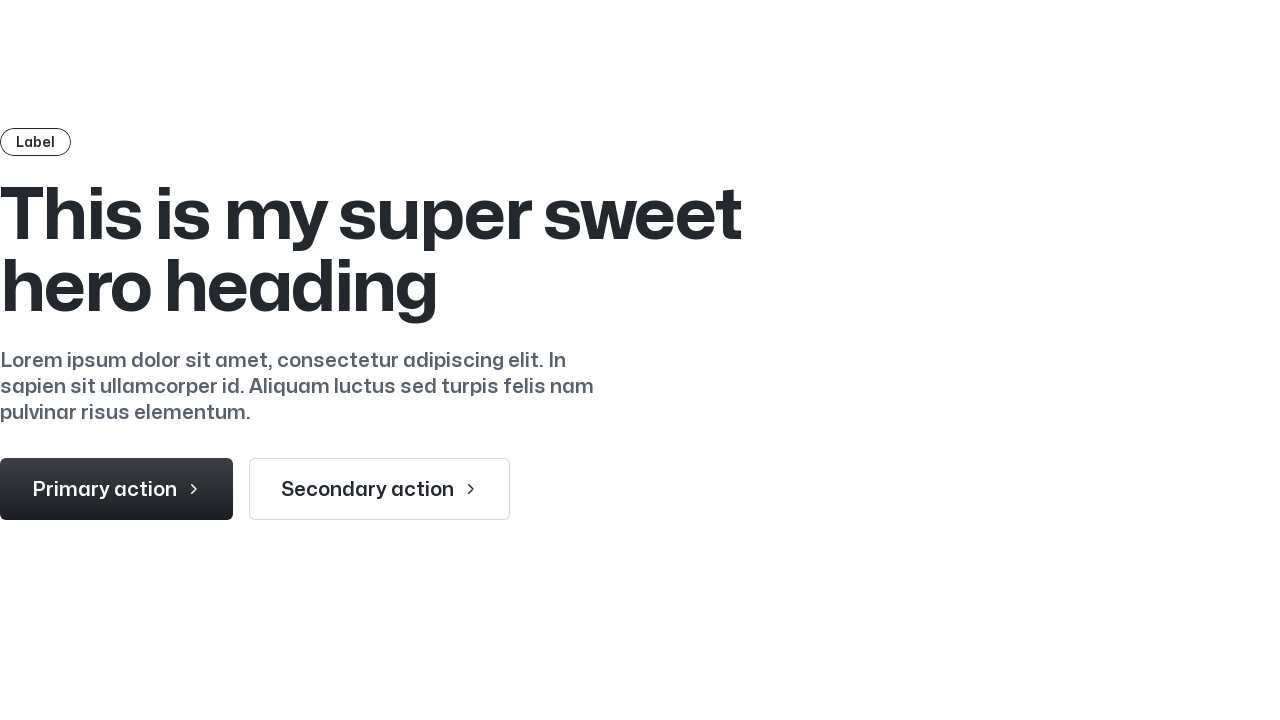 Label
This is my super sweet
hero heading
Lorem ipsum dolor sit amet, consectetur adipiscing elit. In
sapien sit ullamcorper id. Aliquam luctus sed turpis felis nam
pulvinar risus elementum.
Primary action
Secondary action